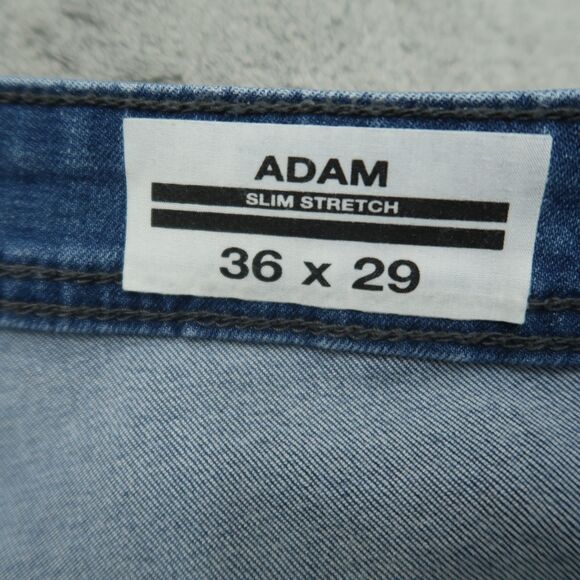 ADAM
SLIM STRETCH
36 x 29